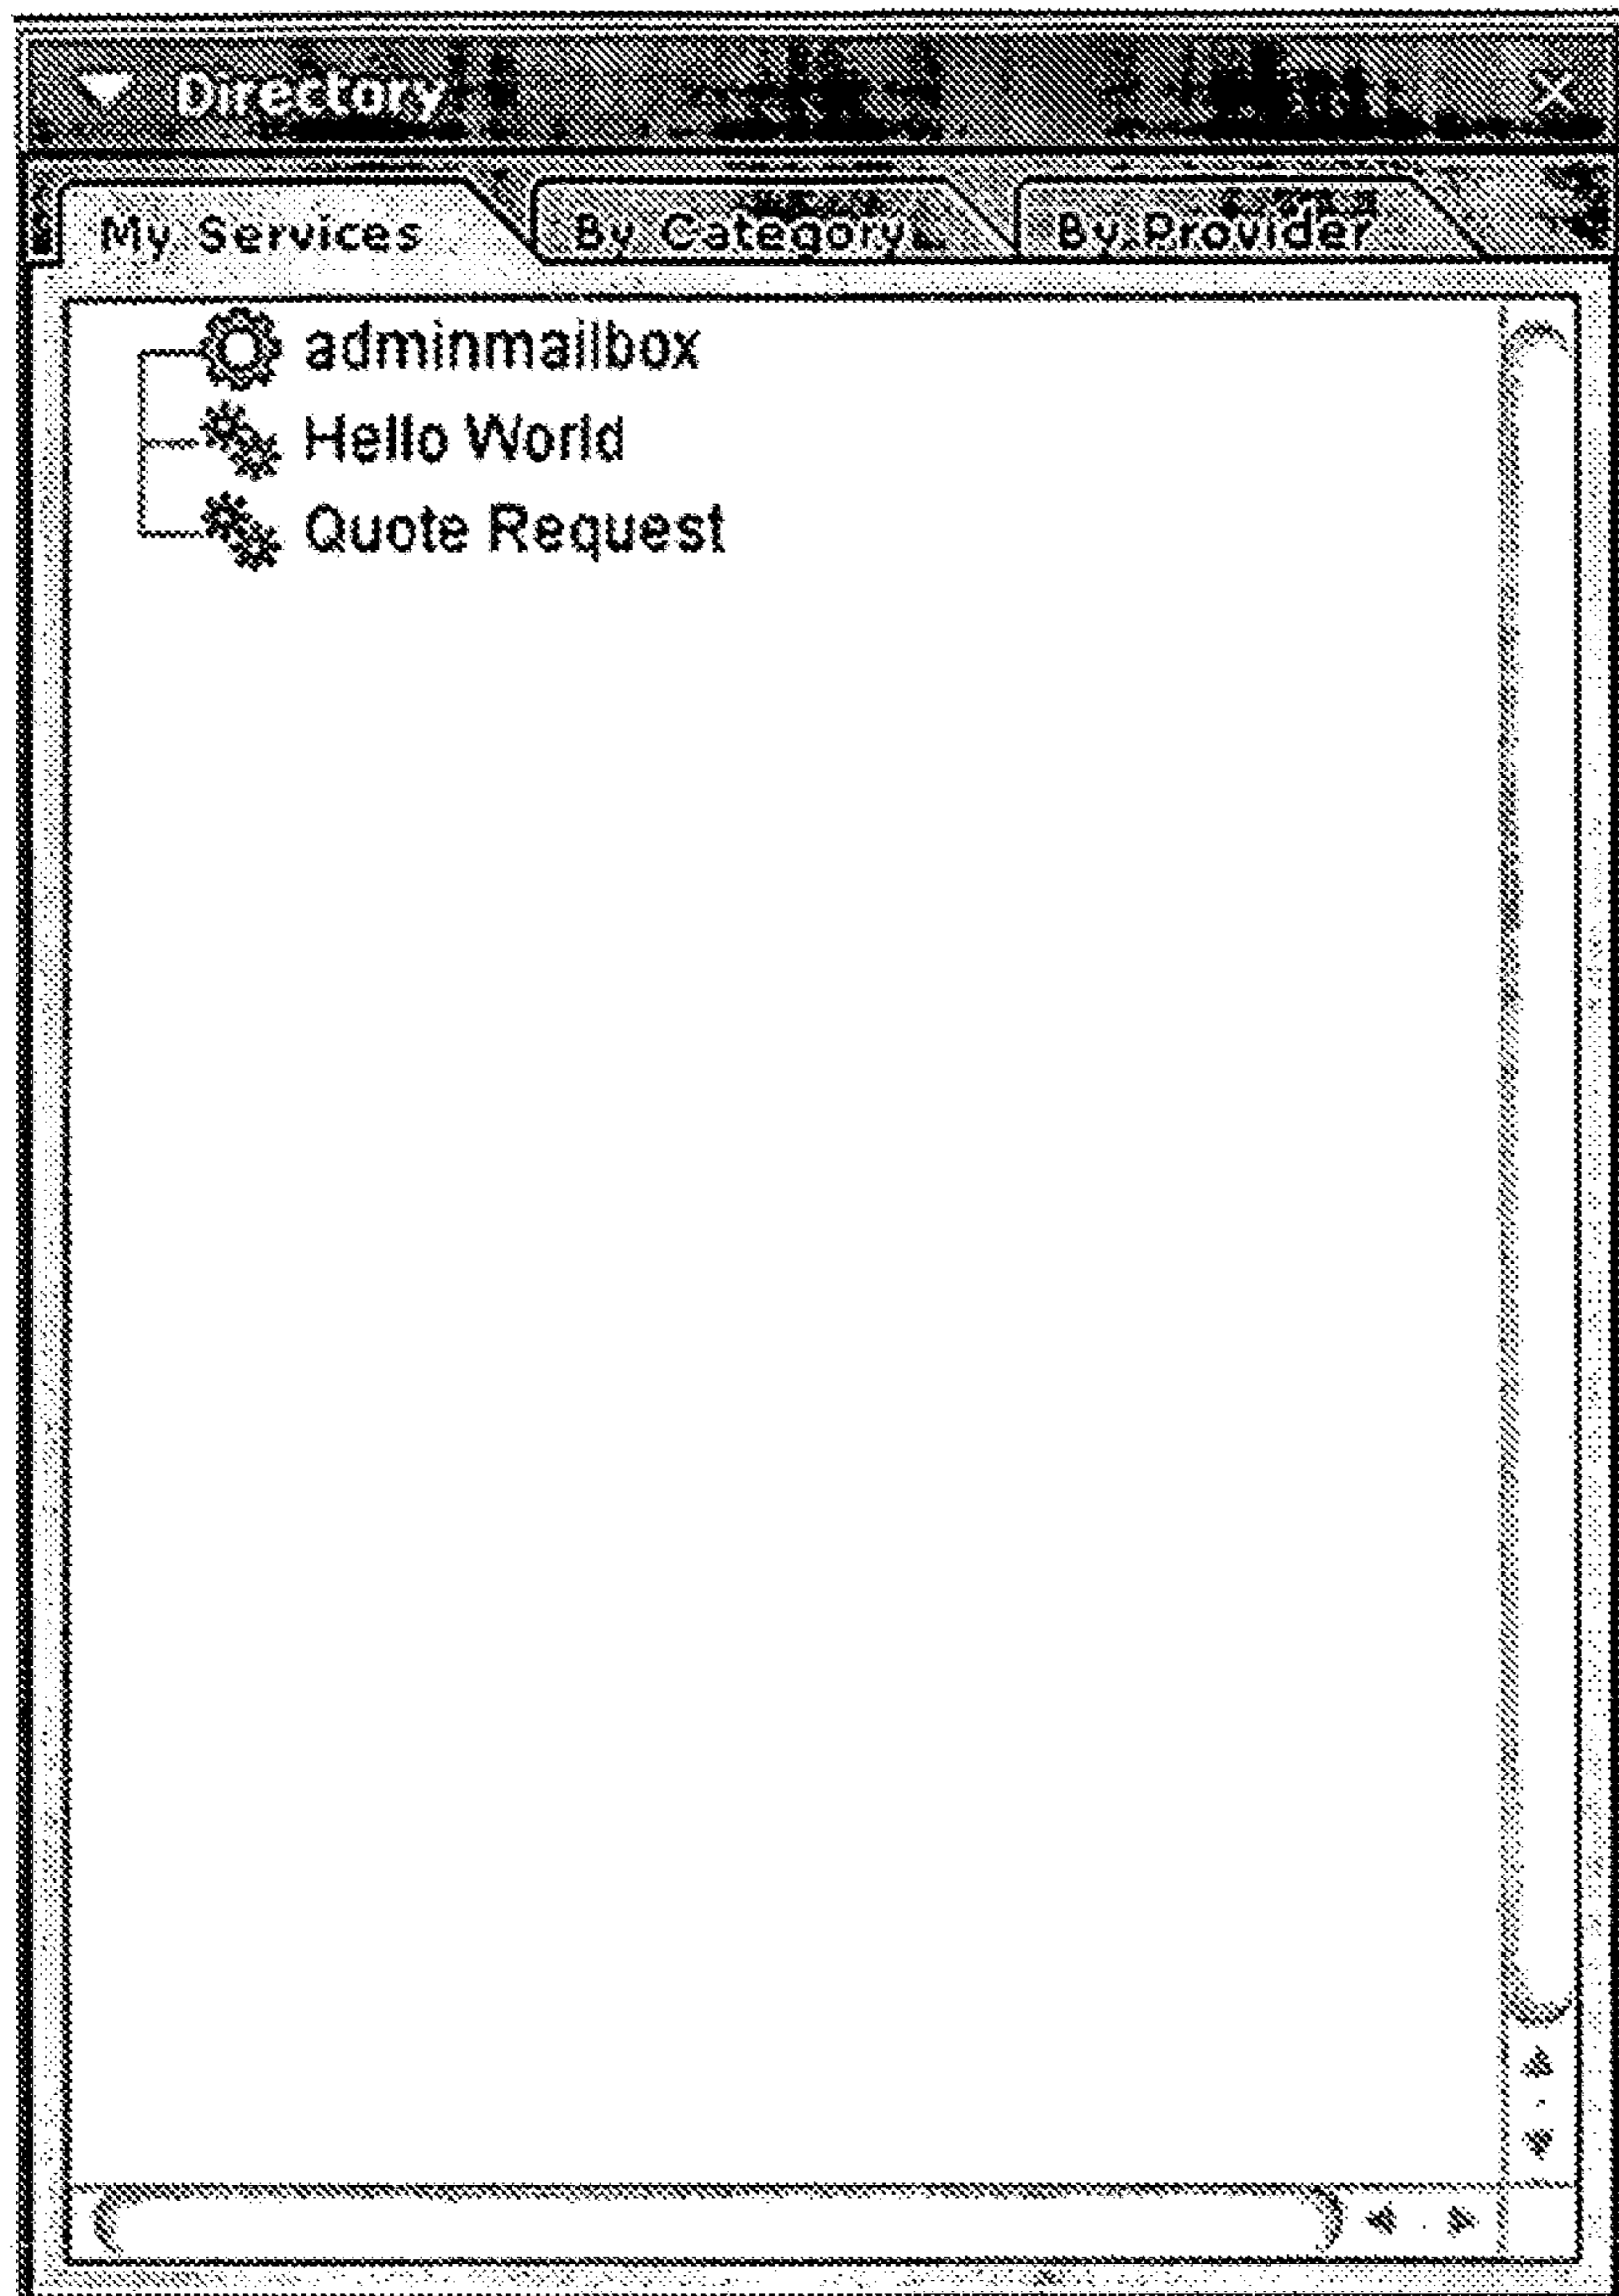 Directory
My Services By Category By Provider
adminmailbox
Hello World
Quote Request